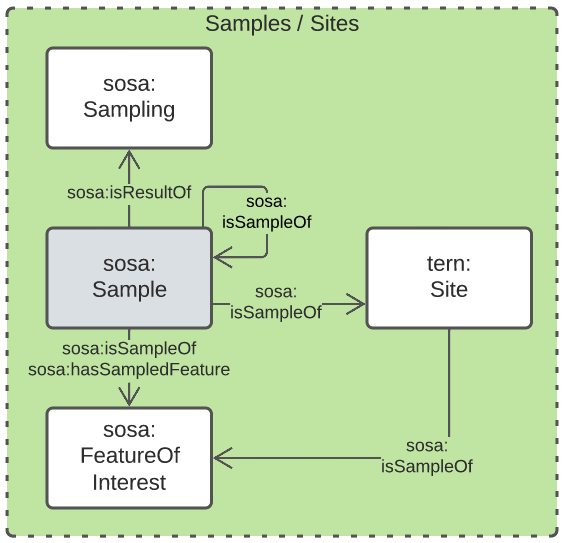 Samples / Sites
sosa:
Sampling
sosa:isResultOf
sosa:
isSampleOf
sosa:
Sample
tern:
Site
sosa:
isSampleOf
sosa:isSampleOf
sosa:hasSampledFeature
sosa:
FeatureOf
Interest
sosa:
isSampleOf